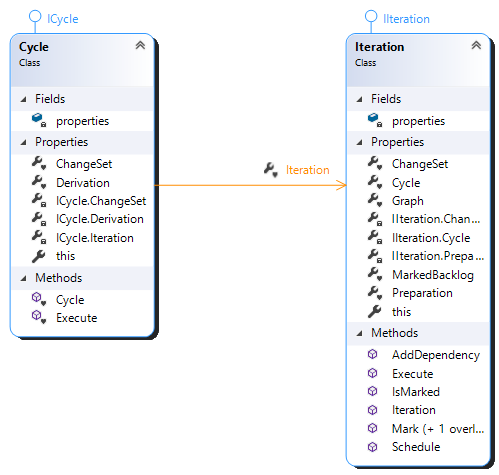 ICycle
Cycle
Class
Fields
properties
Properties
ChangeSet
Derivation
ICycle.ChangeSet
ICycle.Derivation
ICycle.Iteration
this
Methods
Cycle
Execute
Iteration
IIteration
Iteration
Class
Fields
properties
Properties
ChangeSet
Cycle
Graph
IIteration.Chan...
IIteration.Cycle
IIteration.Prepa...
MarkedBacklog
Preparation
this
Methods
AddDependency
Execute
IsMarked
Iteration
Mark (+ 1 overl...
Schedule